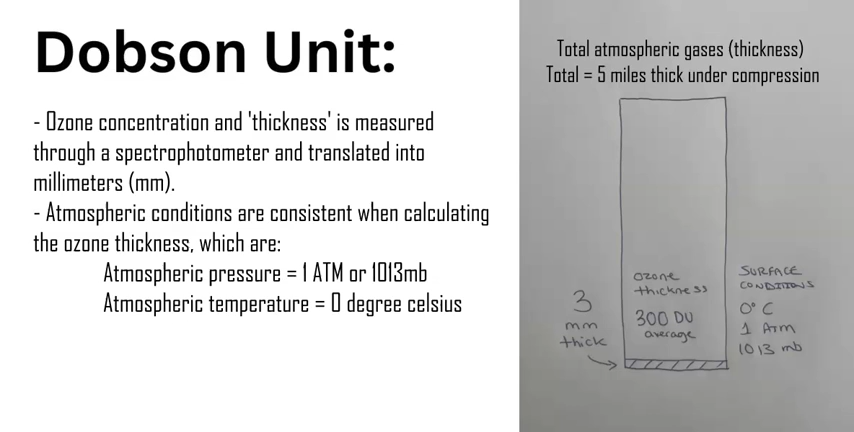 Dobson Unit:
- Ozone concentration and 'thickness' is measured
through a spectrophotometer and translated into
millimeters (mm).
- Atmospheric conditions are consistent when calculating
the ozone thickness, which are:
Atmospheric pressure = 1 ATM or 1013mb
Atmospheric temperature = 0 degree celsius
Total atmospheric gases (thickness)
Total = 5 miles thick under compression
ozone
thickness
300 DU
average
3
mm
thick
SURFACE
CONDITIONS
0° C
1 ATM
1013 mb